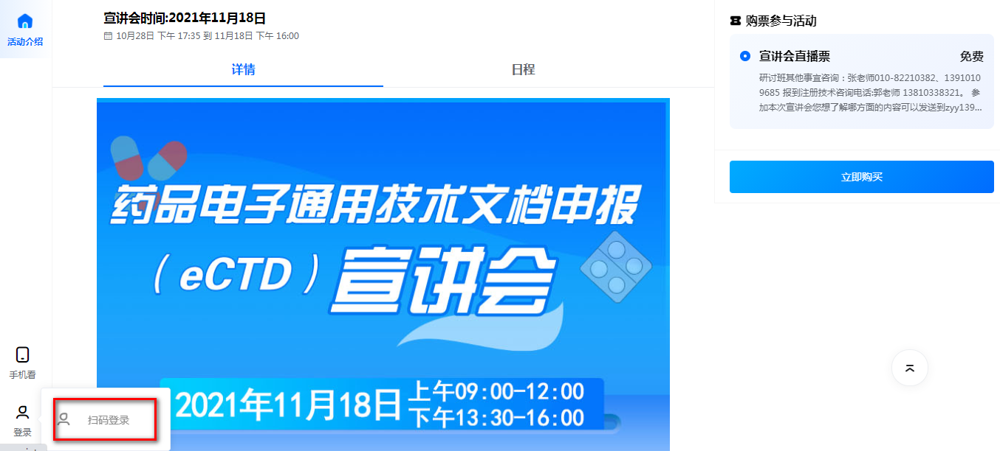 活动介绍
宣讲会时间:2021年11月18日
10月28日 下午 17:35 到 11月18日 下午 16:00
详情
日程
药品电子通用技术文档申报
（eCTD）宣讲会
2021年11月18日
上午09:00-12:00
下午13:30-16:00
购票参与活动
宣讲会直播票
免费
研讨班其他事宜咨询：张老师010-82210382、1391010
9685 报到注册技术咨询电话:郭老师 13810338321。 参
加本次宣讲会您想了解哪方面的内容可以发送到zyy139...
立即购买
手机看
登录
扫码登录